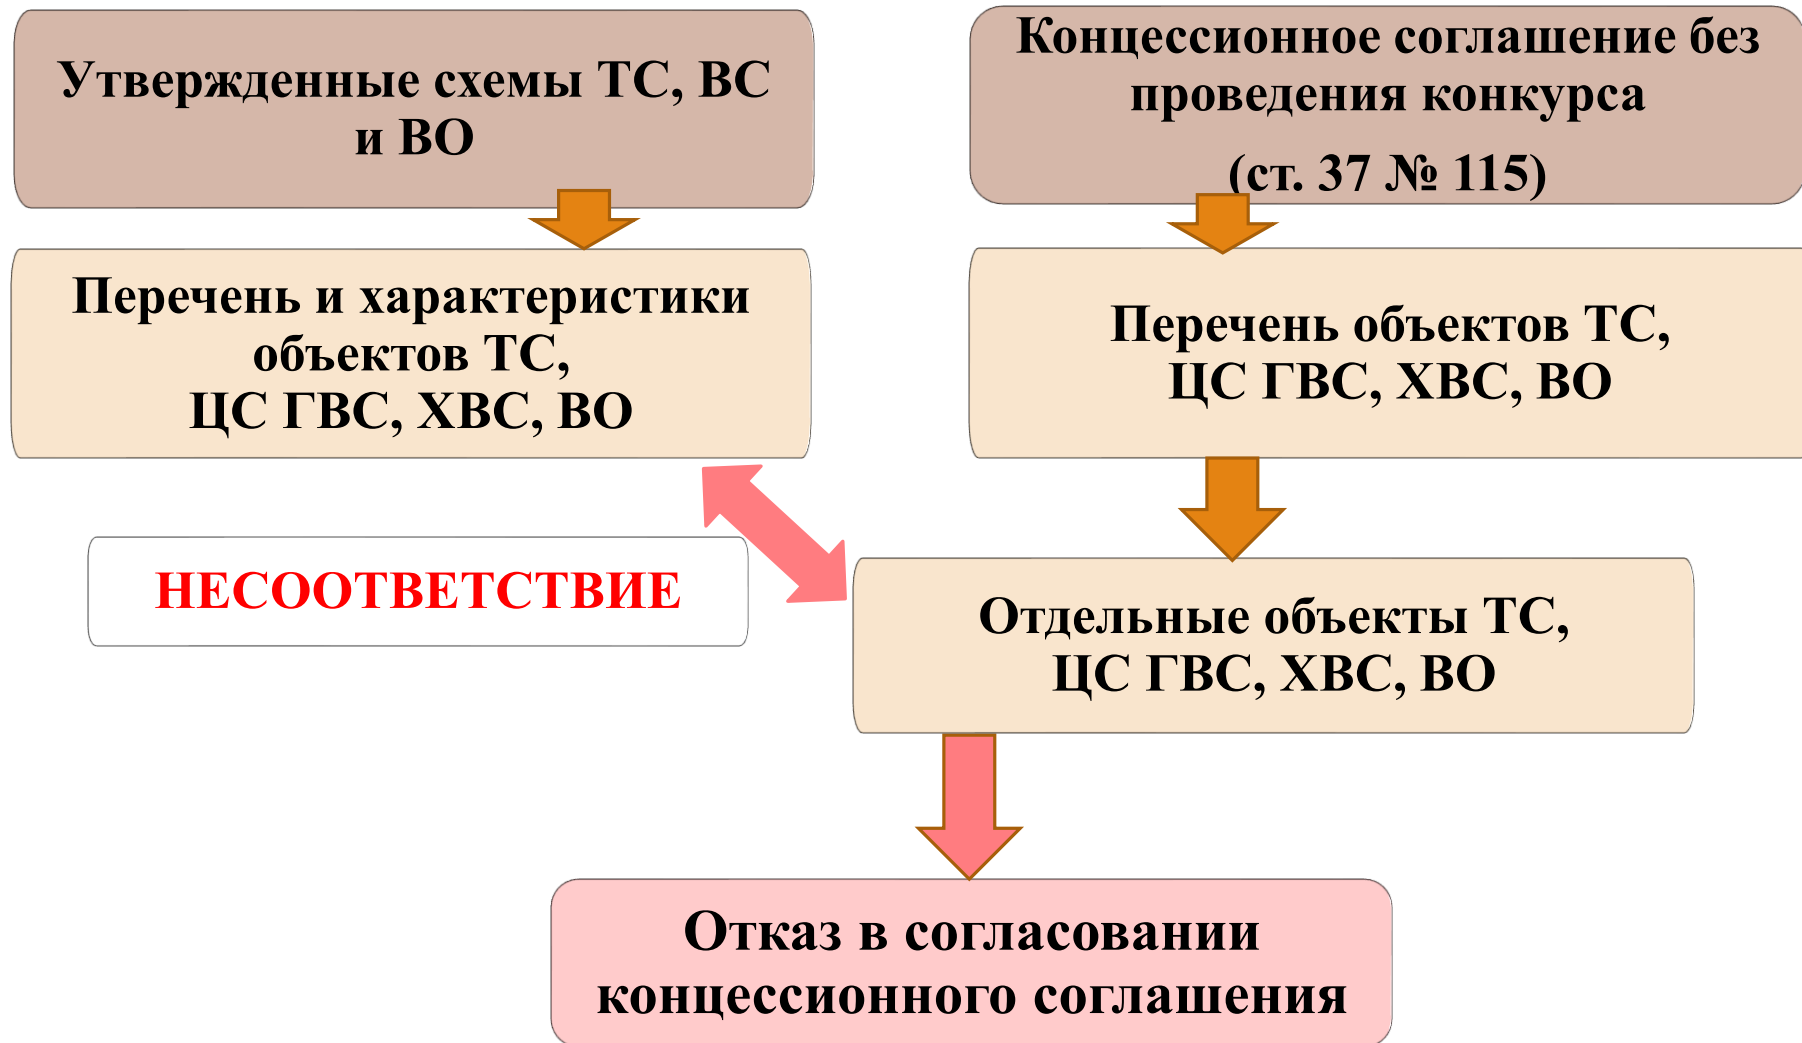 Утвержденные схемы ТС, ВС
и ВО
Концессионное соглашение без
проведения конкурса
(ст. 37 № 115)
Перечень и характеристики
объектов ТС,
ЦС ГВС, ХВС, ВО
Перечень объектов ТС,
ЦС ГВС, ХВС, ВО
НЕСООТВЕТСТВИЕ
Отдельные объекты ТС,
ЦС ГВС, ХВС, ВО
Отказ в согласовании
концессионного соглашения